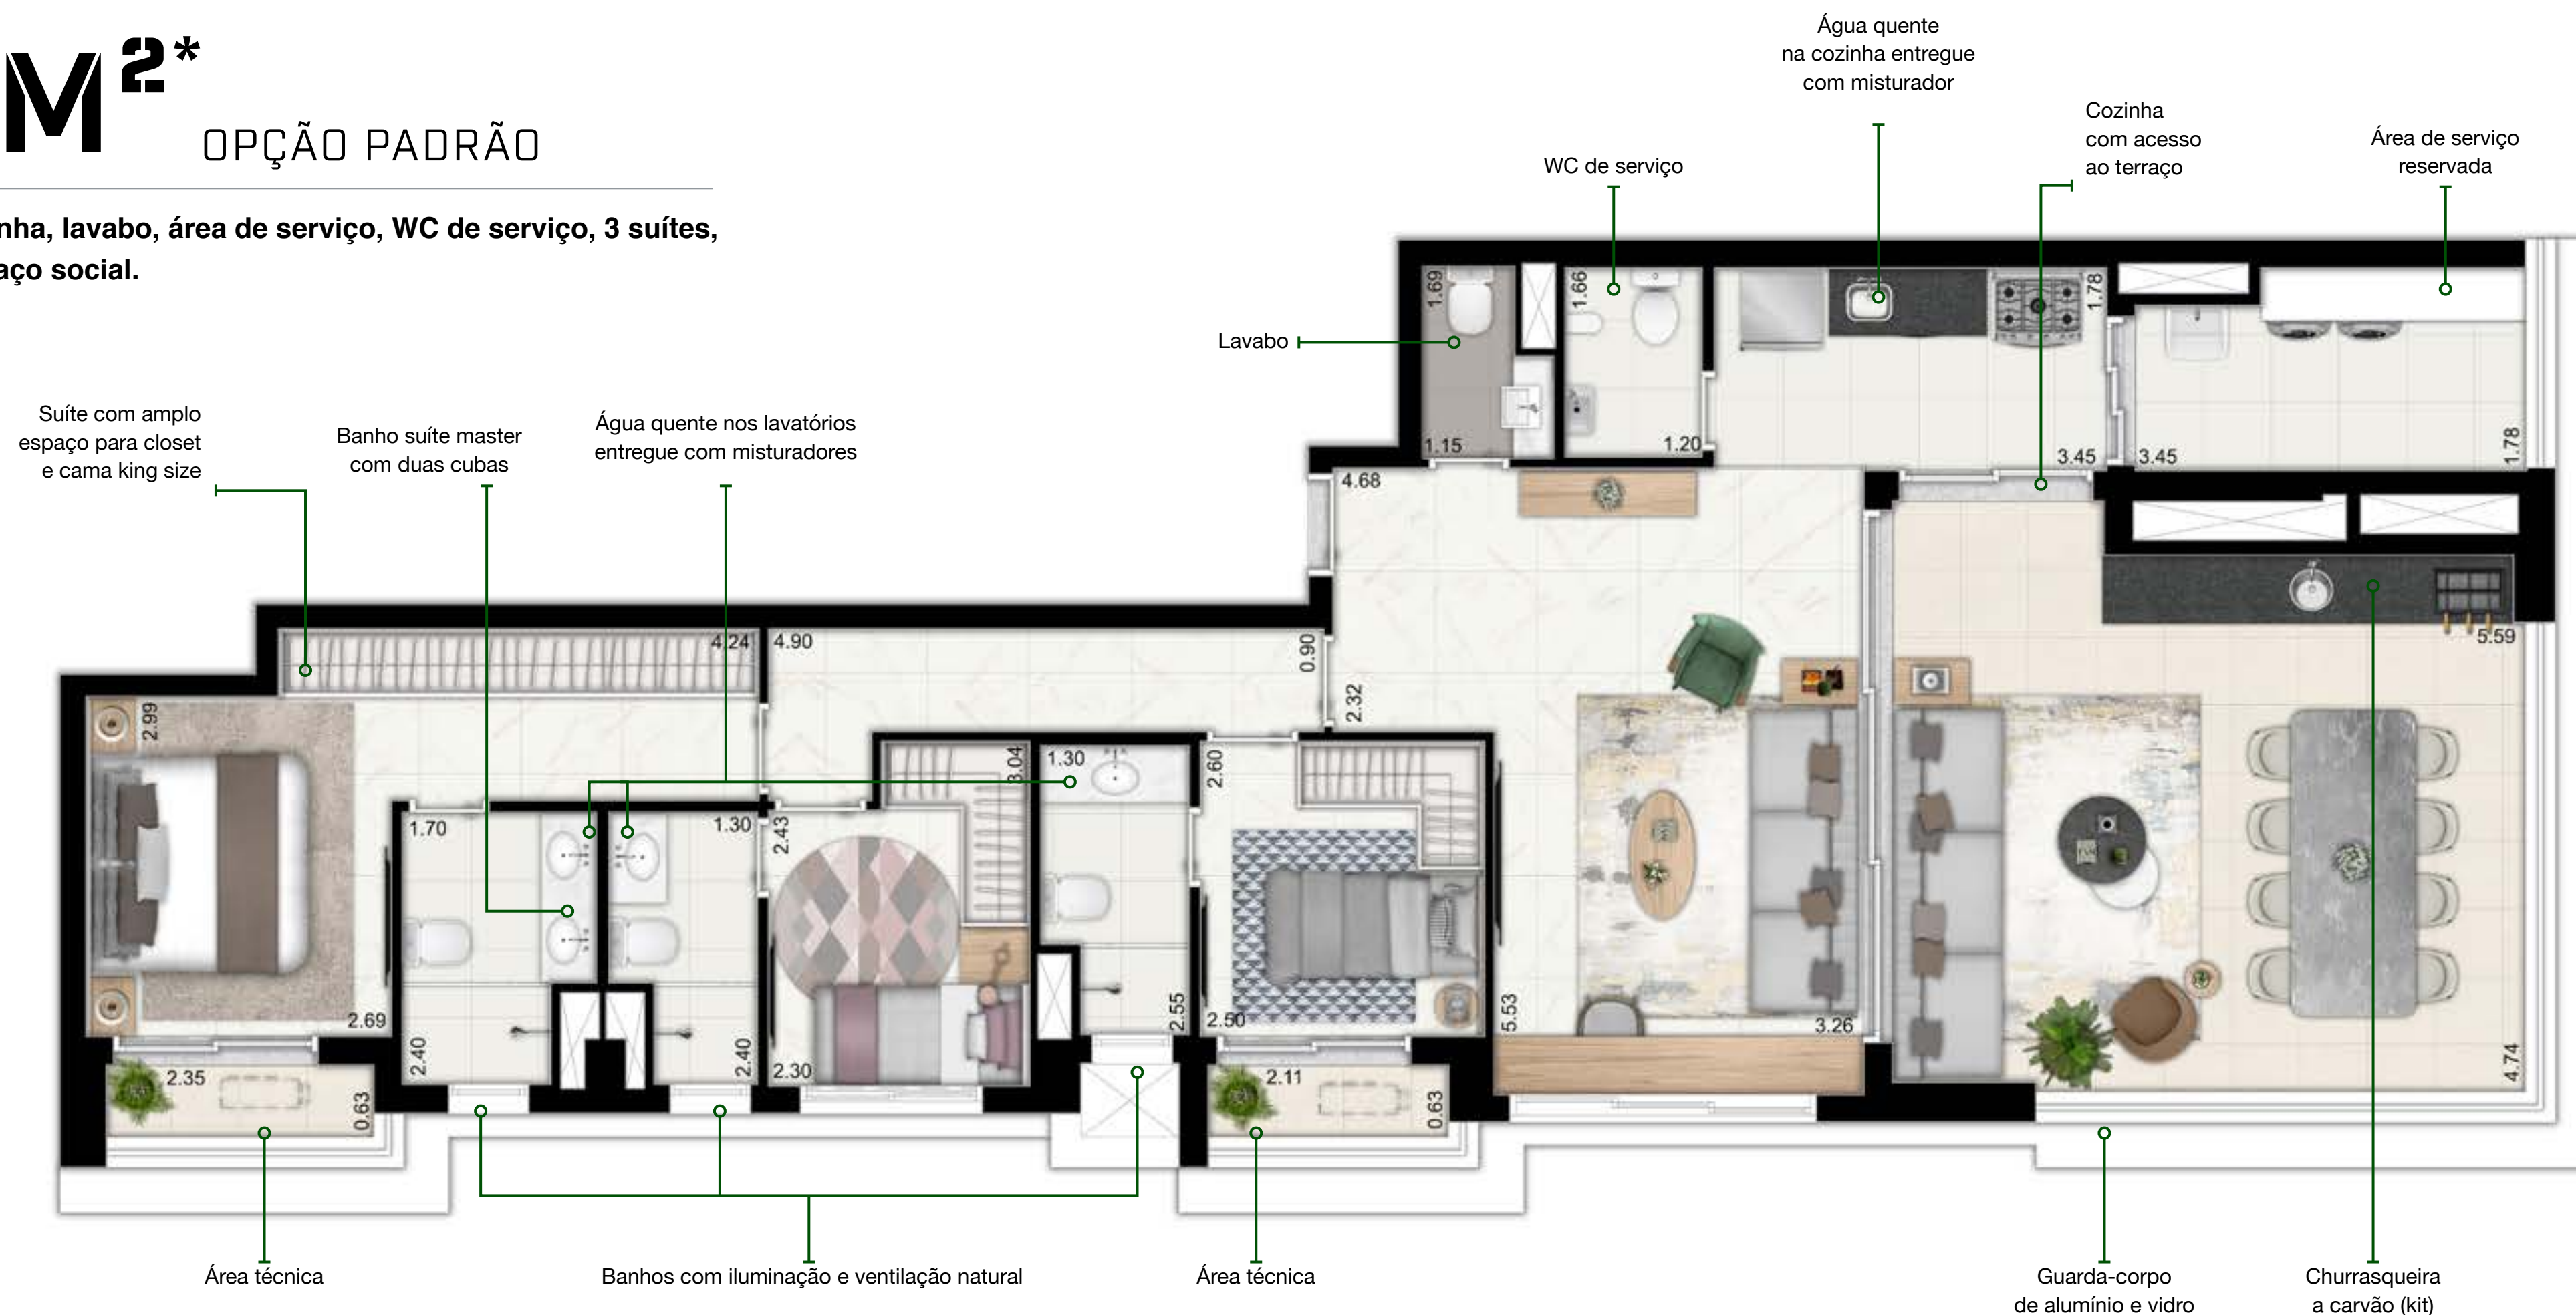 M²*
OPÇÃO PADRÃO
nha, lavabo, área de serviço, WC de serviço, 3 suítes,
aço social.
Água quente
na cozinha entregue
com misturador
Cozinha
com acesso
ao terraço
Área de serviço
reservada
WC de serviço
Lavabo
Suíte com amplo
espaço para closet
e cama king size
Banho suíte master
com duas cubas
Água quente nos lavatórios
entregue com misturadores
1.69
1.66
1.78
1.15
1.20
3.45
3.45
1.78
4.68
5.59
4.24
4.90
0.90
2.32
2.99
3.04
1.30
2.60
1.70
1.30
2.43
2.69
2.40
2.40
2.30
2.55
2.50
5.53
3.26
4.74
2.35
0.63
2.11
0.63
Área técnica
Banhos com iluminação e ventilação natural
Área técnica
Guarda-corpo
de alumínio e vidro
Churrasqueira
a carvão (kit)